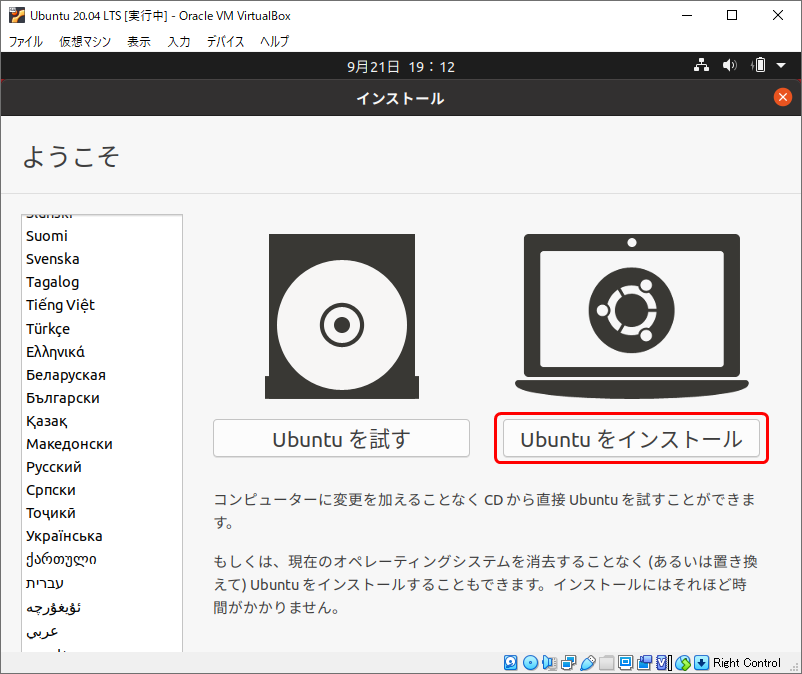 Ubuntu 20.04 LTS [実行中] - Oracle VM VirtualBox
ファイル 仮想マシン 表示 入力 デバイス ヘルプ
9月21日 19：12
インストール
ようこそ
Suomi
Svenska
Tagalog
Tiếng Việt
Türkçe
Ελληνικά
Беларуская
Български
Қазақ
Македонски
Русский
Српски
Тоҷикӣ
Українська
ქართული
עברית
ئۇيغۇرچە
عربي
Ubuntu を試す
Ubuntu をインストール
コンピューターに変更を加えることなく CD から直接 Ubuntu を試すことができま
す。
もしくは、現在のオペレーティングシステムを消去することなく (あるいは置き換
えて) Ubuntu をインストールすることもできます。インストールにはそれほど時
間がかかりません。
Right Control